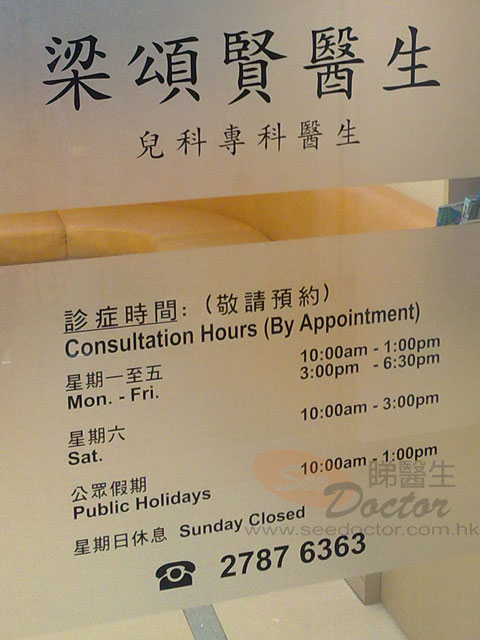 梁頌賢醫生
兒科專科醫生
診症時間:（敬請預約）
Consultation Hours (By Appointment)
星期一至五 10:00am - 1:00pm
Mon. - Fri. 3:00pm - 6:30pm
星期六 10:00am - 3:00pm
Sat.
公眾假期 10:00am - 1:00pm
Public Holidays
星期日休息 Sunday Closed
☎ 2787 6363
睇醫生
See Doctor
www.seedoctor.com.hk